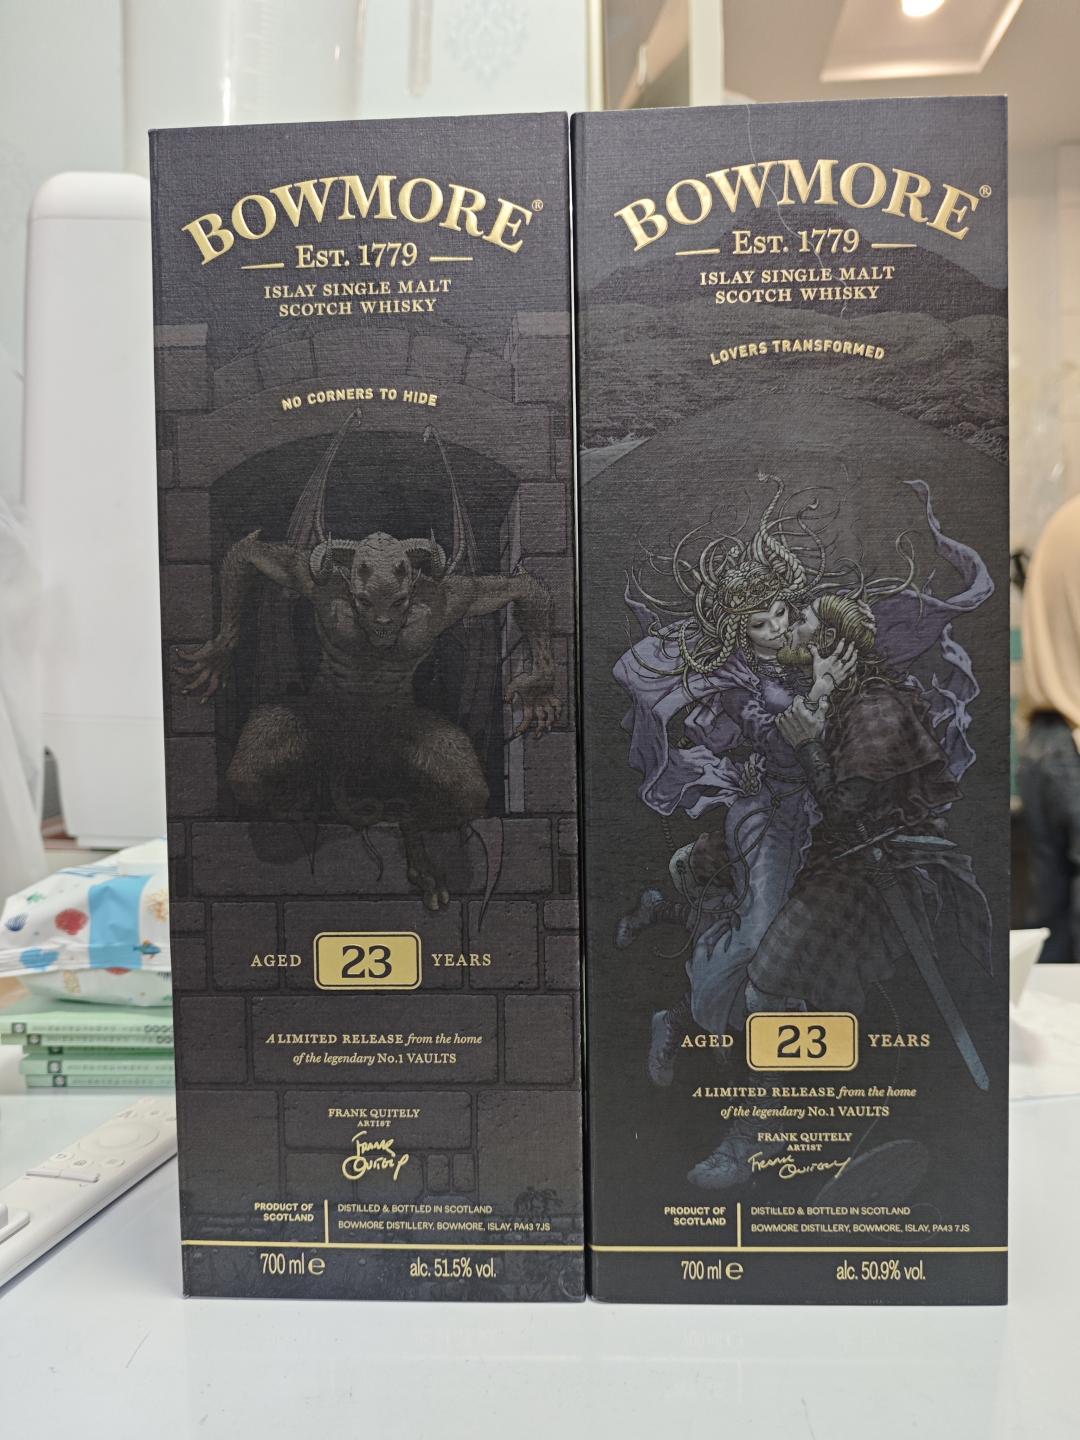 BOWMORE®
EST. 1779
ISLAY SINGLE MALT
SCOTCH WHISKY
NO CORNERS TO HIDE
AGED 23 YEARS
A LIMITED RELEASE from the home
of the legendary No.1 VAULTS
FRANK QUITELY
ARTIST
Frank
Quitely
PRODUCT OF
SCOTLAND
DISTILLED & BOTTLED IN SCOTLAND
BOWMORE DISTILLERY, BOWMORE, ISLAY, PA43 7JS
700 ml e
alc. 51.5% vol.
BOWMORE®
EST. 1779
ISLAY SINGLE MALT
SCOTCH WHISKY
LOVERS TRANSFORMED
AGED 23 YEARS
A LIMITED RELEASE from the home
of the legendary No.1 VAULTS
FRANK QUITELY
ARTIST
Frank
Quitely
PRODUCT OF
SCOTLAND
DISTILLED & BOTTLED IN SCOTLAND
BOWMORE DISTILLERY, BOWMORE, ISLAY, PA43 7JS
700 ml e
alc. 50.9% vol.